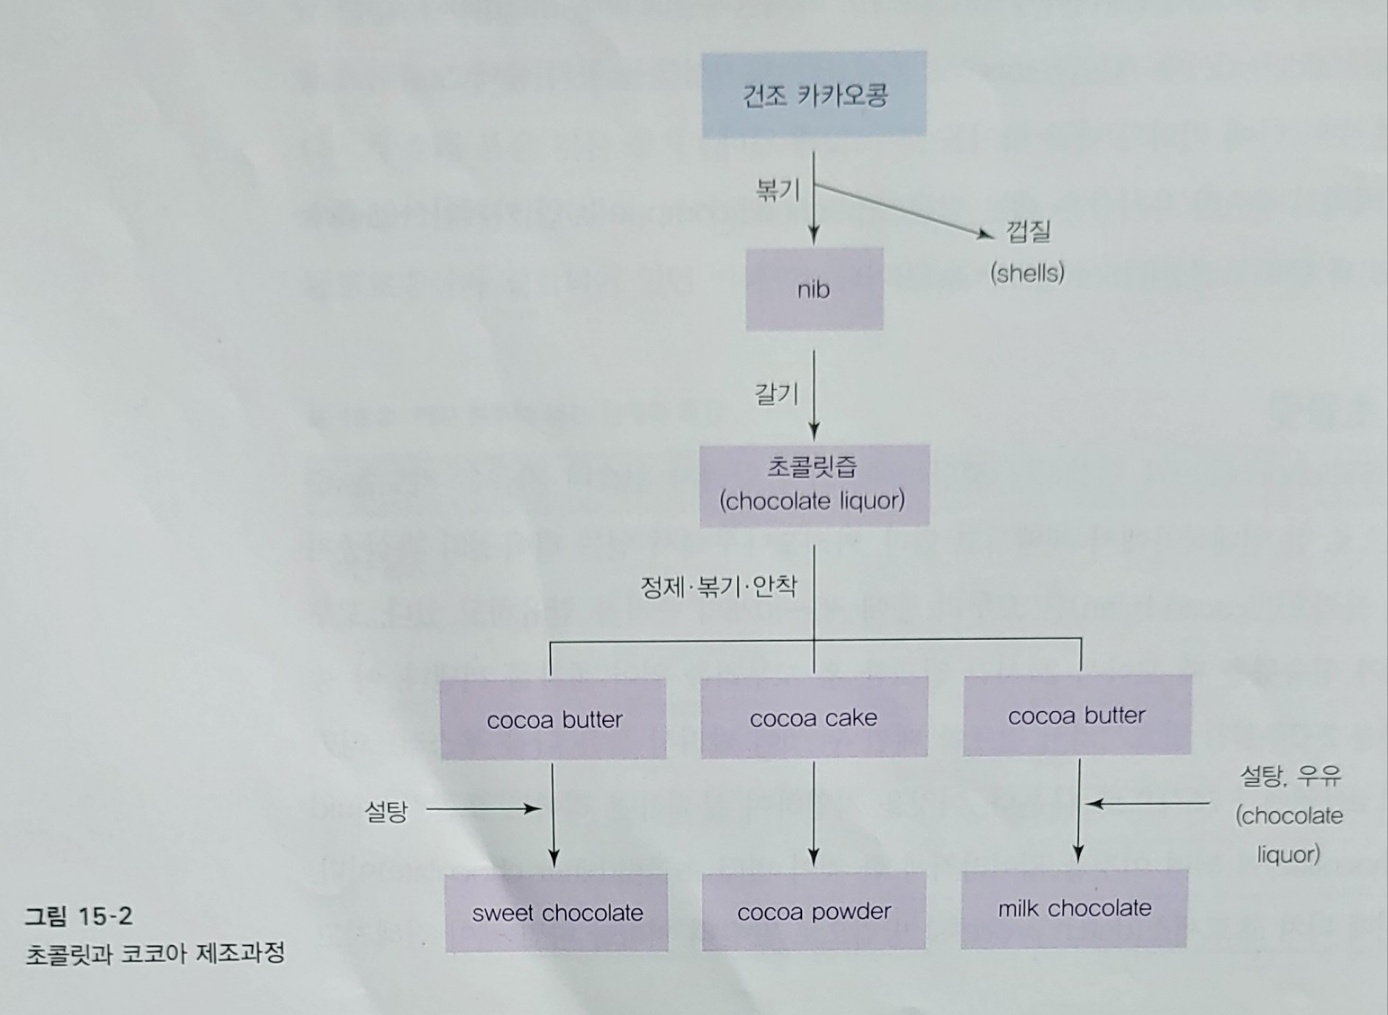 건조 카카오콩
볶기
껍질
(shells)
nib
갈기
초콜릿즙
(chocolate liquor)
정제·볶기·안착
cocoa butter
cocoa cake
cocoa butter
설탕
설탕, 우유
(chocolate
liquor)
sweet chocolate
cocoa powder
milk chocolate
그림 15-2
초콜릿과 코코아 제조과정